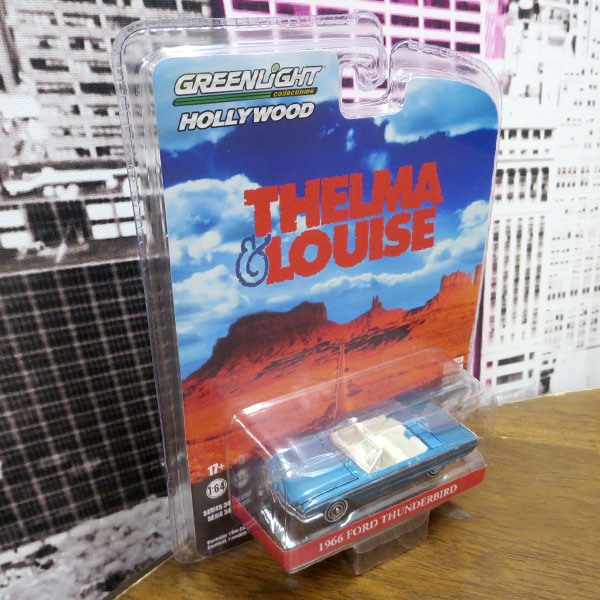 GREENLIGHT
collectibles
HOLLYWOOD
THELMA
& LOUISE
17+
1:64
1966 FORD THUNDERBIRD